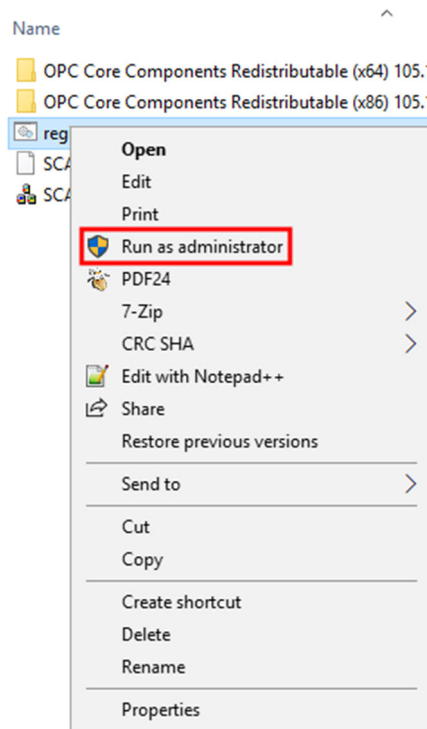 Name
OPC Core Components Redistributable (x64) 105.
OPC Core Components Redistributable (x86) 105.
reg
SCA
SCA
Open
Edit
Print
Run as administrator
PDF24
7-Zip
CRC SHA
Edit with Notepad++
Share
Restore previous versions
Send to
Cut
Copy
Create shortcut
Delete
Rename
Properties